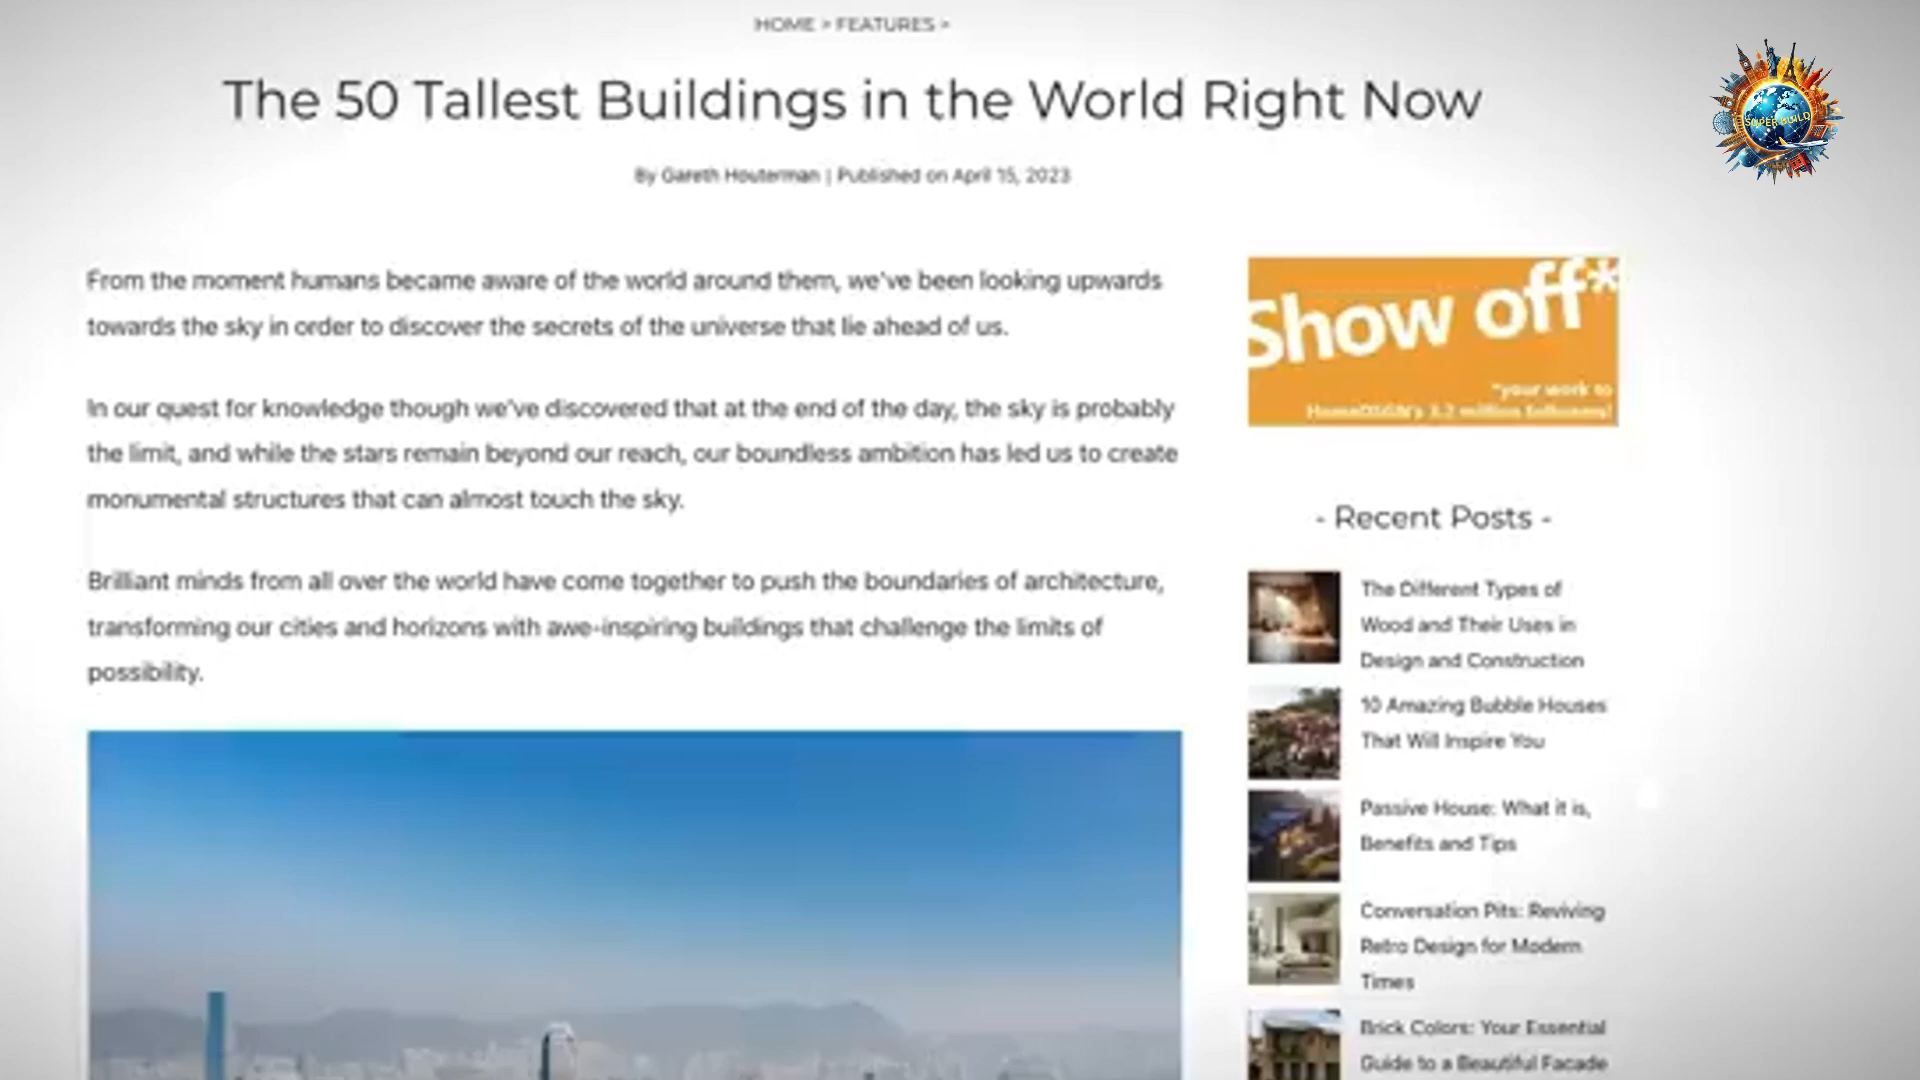 HOME > FEATURES >
The 50 Tallest Buildings in the World Right Now
By Gareth Houterman | Published on April 15, 2023
SUPER BUILD
From the moment humans became aware of the world around them, we've been looking upwards
towards the sky in order to discover the secrets of the universe that lie ahead of us.
In our quest for knowledge though we've discovered that at the end of the day, the sky is probably
the limit, and while the stars remain beyond our reach, our boundless ambition has led us to create
monumental structures that can almost touch the sky.
Brilliant minds from all over the world have come together to push the boundaries of architecture,
transforming our cities and horizons with awe-inspiring buildings that challenge the limits of
possibility.
Show off*
*your work to
3.2 million followers!
- Recent Posts -
The Different Types of
Wood and Their Uses in
Design and Construction
10 Amazing Bubble Houses
That Will Inspire You
Passive House: What it is,
Benefits and Tips
Conversation Pits: Reviving
Retro Design for Modern
Times
Brick Colors: Your Essential
Guide to a Beautiful Facade